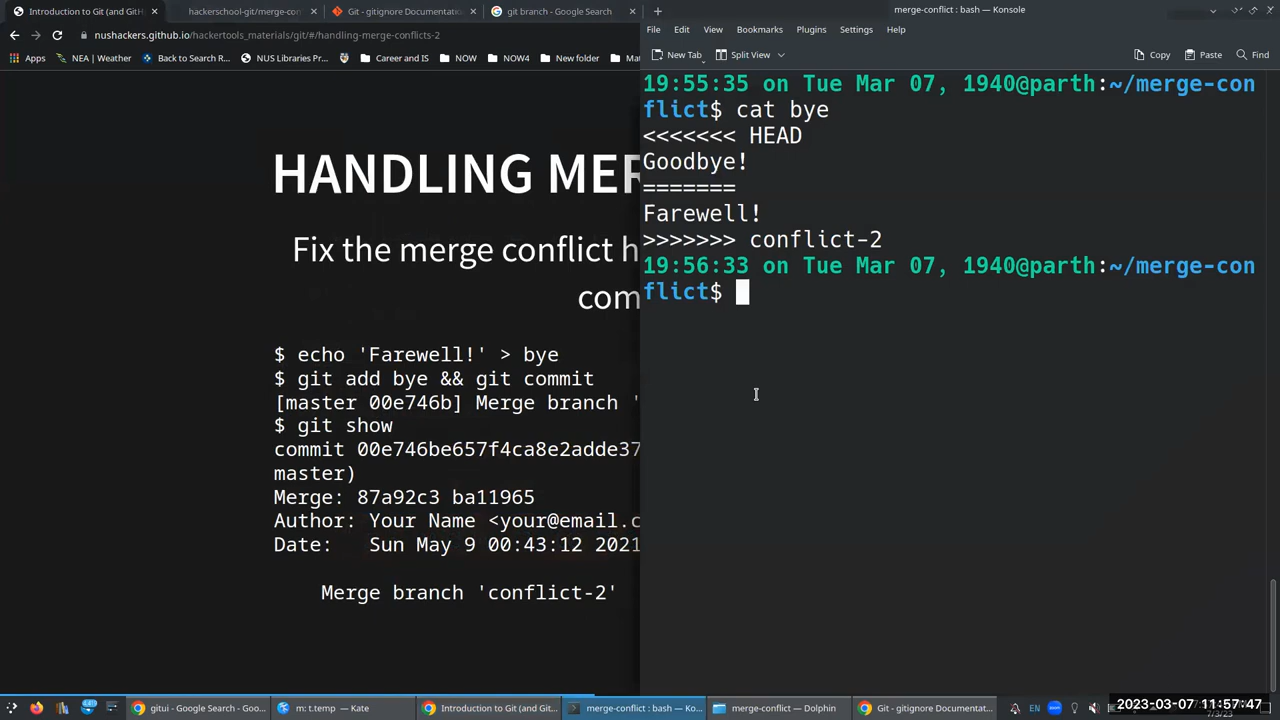 Introduction to Git (and GitH
hackerschool-git/merge-con
Git - gitignore Documentation
git branch - Google Search
merge-conflict : bash — Konsole
nushackers.github.io/hackertools_materials/git/#/handling-merge-conflicts-2
File Edit View Bookmarks Plugins Settings Help
Apps NEA | Weather Back to Search R... NUS Libraries Pr... Career and IS NOW NOW4 New folder Mat
New Tab Split View Copy Paste Find
19:55:35 on Tue Mar 07, 1940@parth:~/merge-con
flict$ cat bye
<<<<<<< HEAD
Goodbye!
=======
Farewell!
>>>>>>> conflict-2
19:56:33 on Tue Mar 07, 1940@parth:~/merge-con
flict$
HANDLING MER
Fix the merge conflict h
com
$ echo 'Farewell!' > bye
$ git add bye && git commit
[master 00e746b] Merge branch '
$ git show
commit 00e746be657f4ca8e2adde37
master)
Merge: 87a92c3 ba11965
Author: Your Name <your@email.c
Date: Sun May 9 00:43:12 2021
Merge branch 'conflict-2'
gitui - Google Search - Goo...
m: t.temp — Kate
Introduction to Git (and Git...
merge-conflict : bash — Ko...
merge-conflict — Dolphin
Git - gitignore Documentati...
EN
2023-03-07 11:57:47
7/3/23